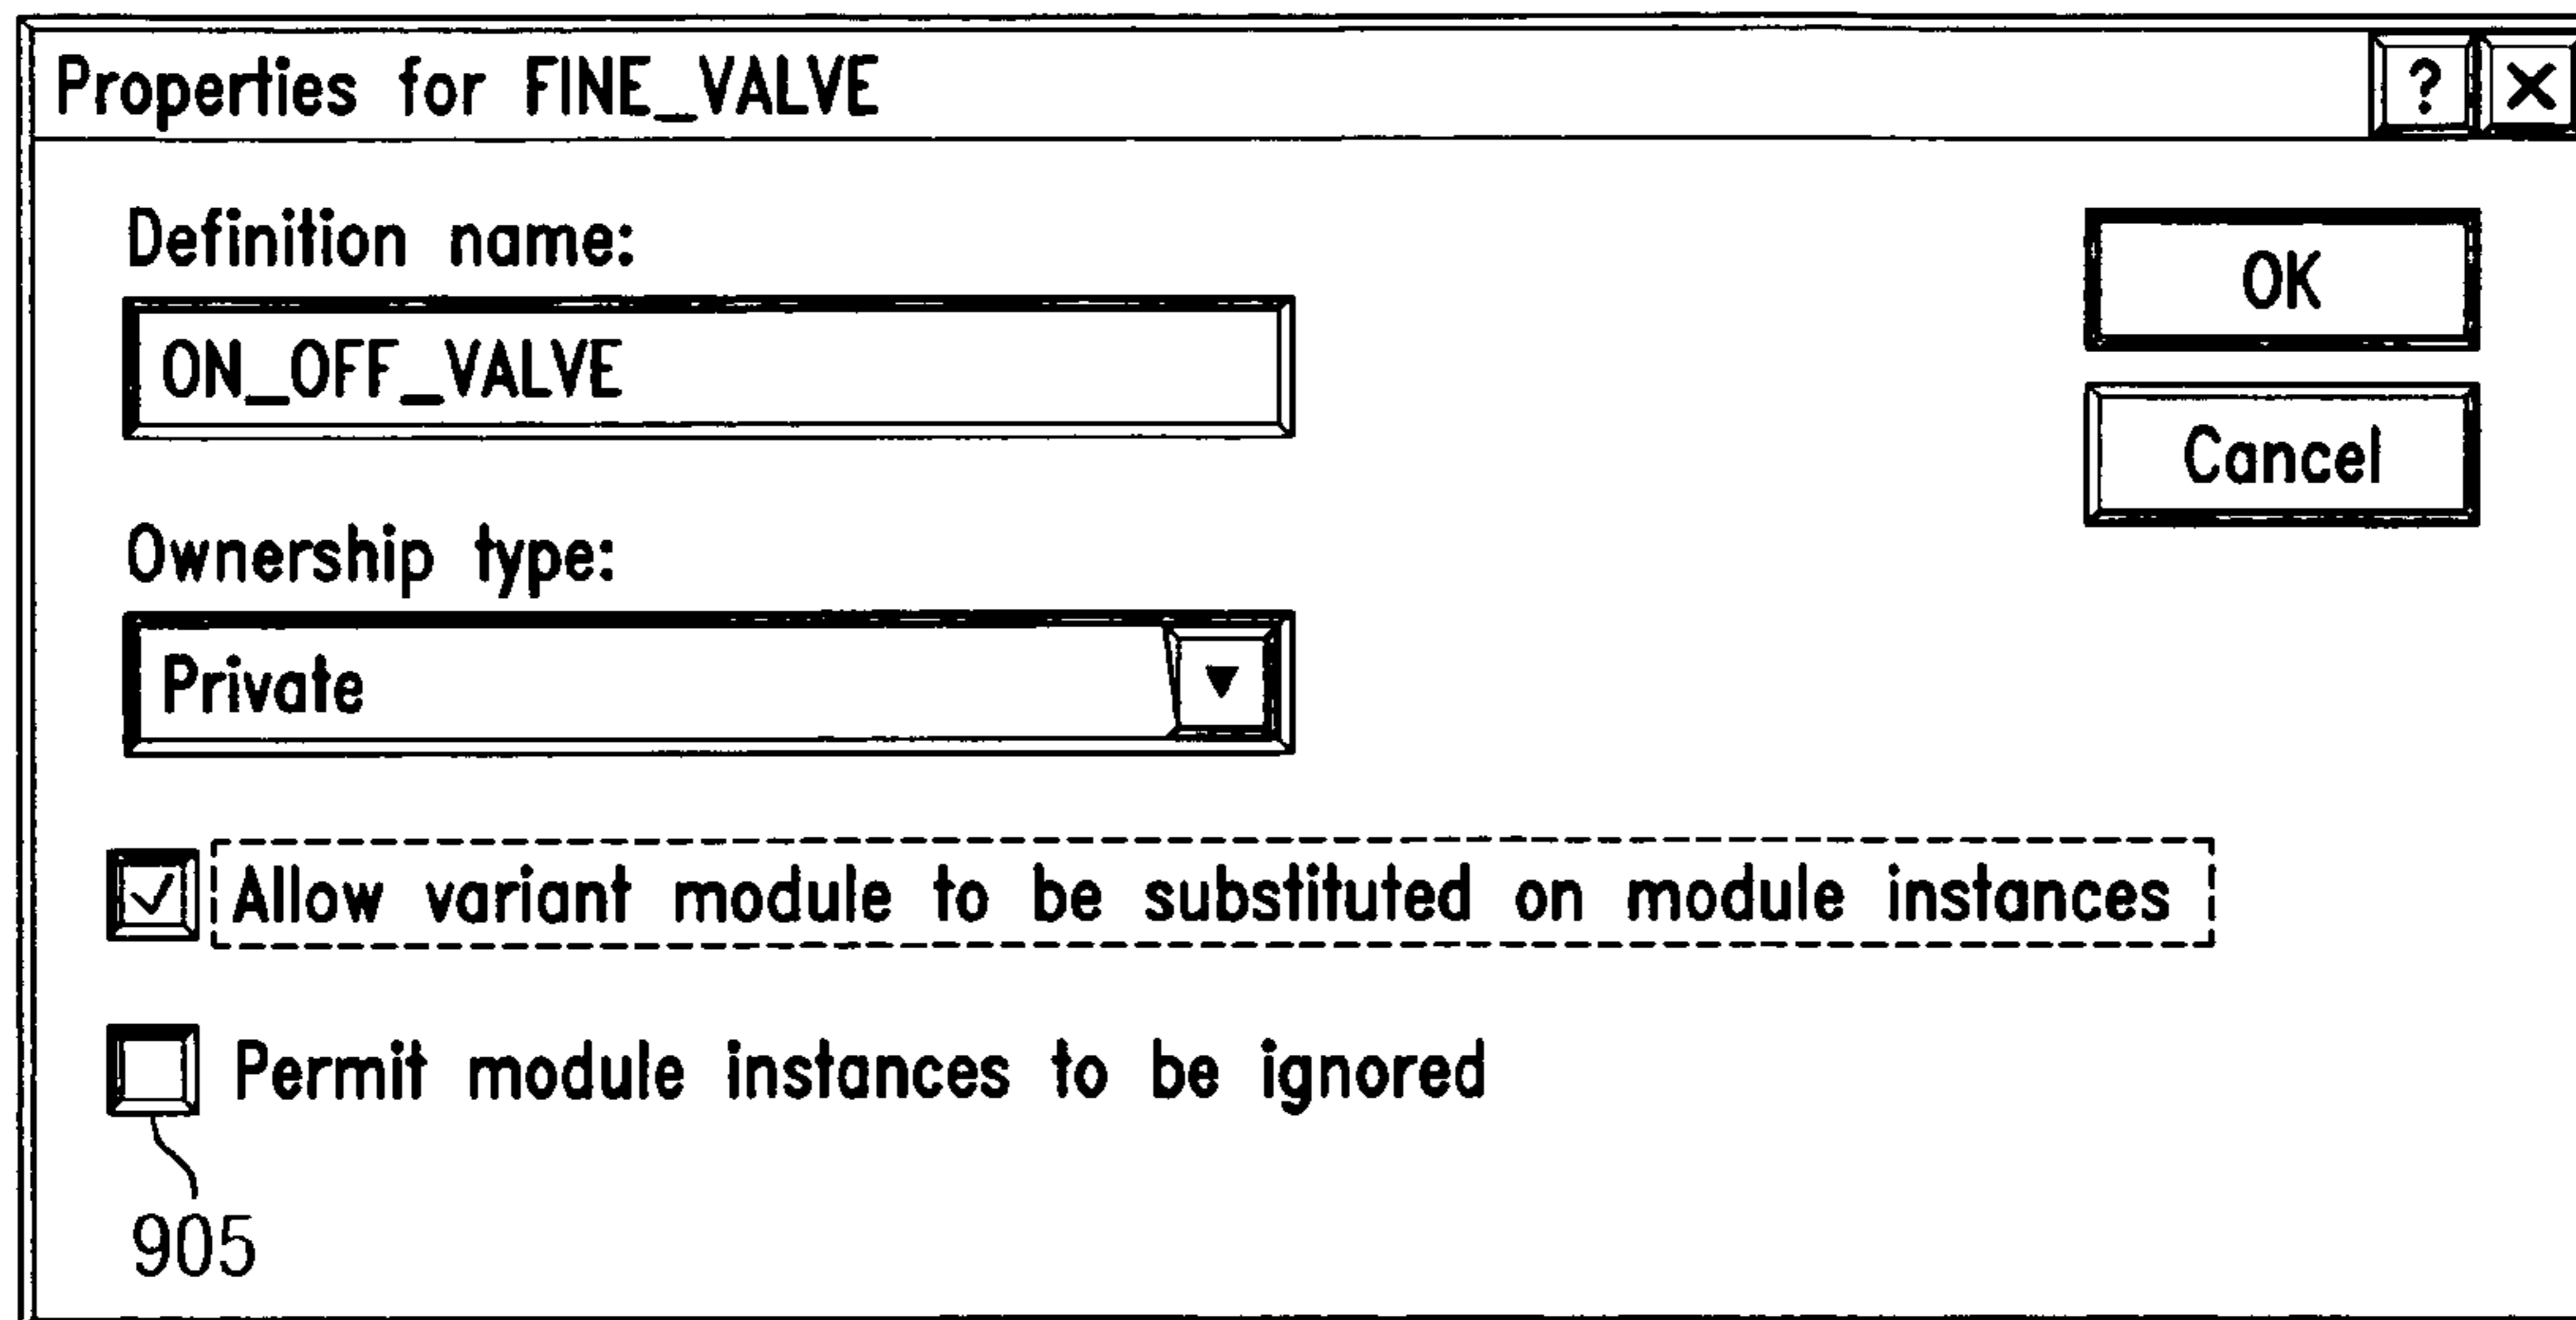 Properties for FINE_VALVE ? X
Definition name:
OK
ON_OFF_VALVE
Cancel
Ownership type:
Private
Allow variant module to be substituted on module instances
Permit module instances to be ignored
905